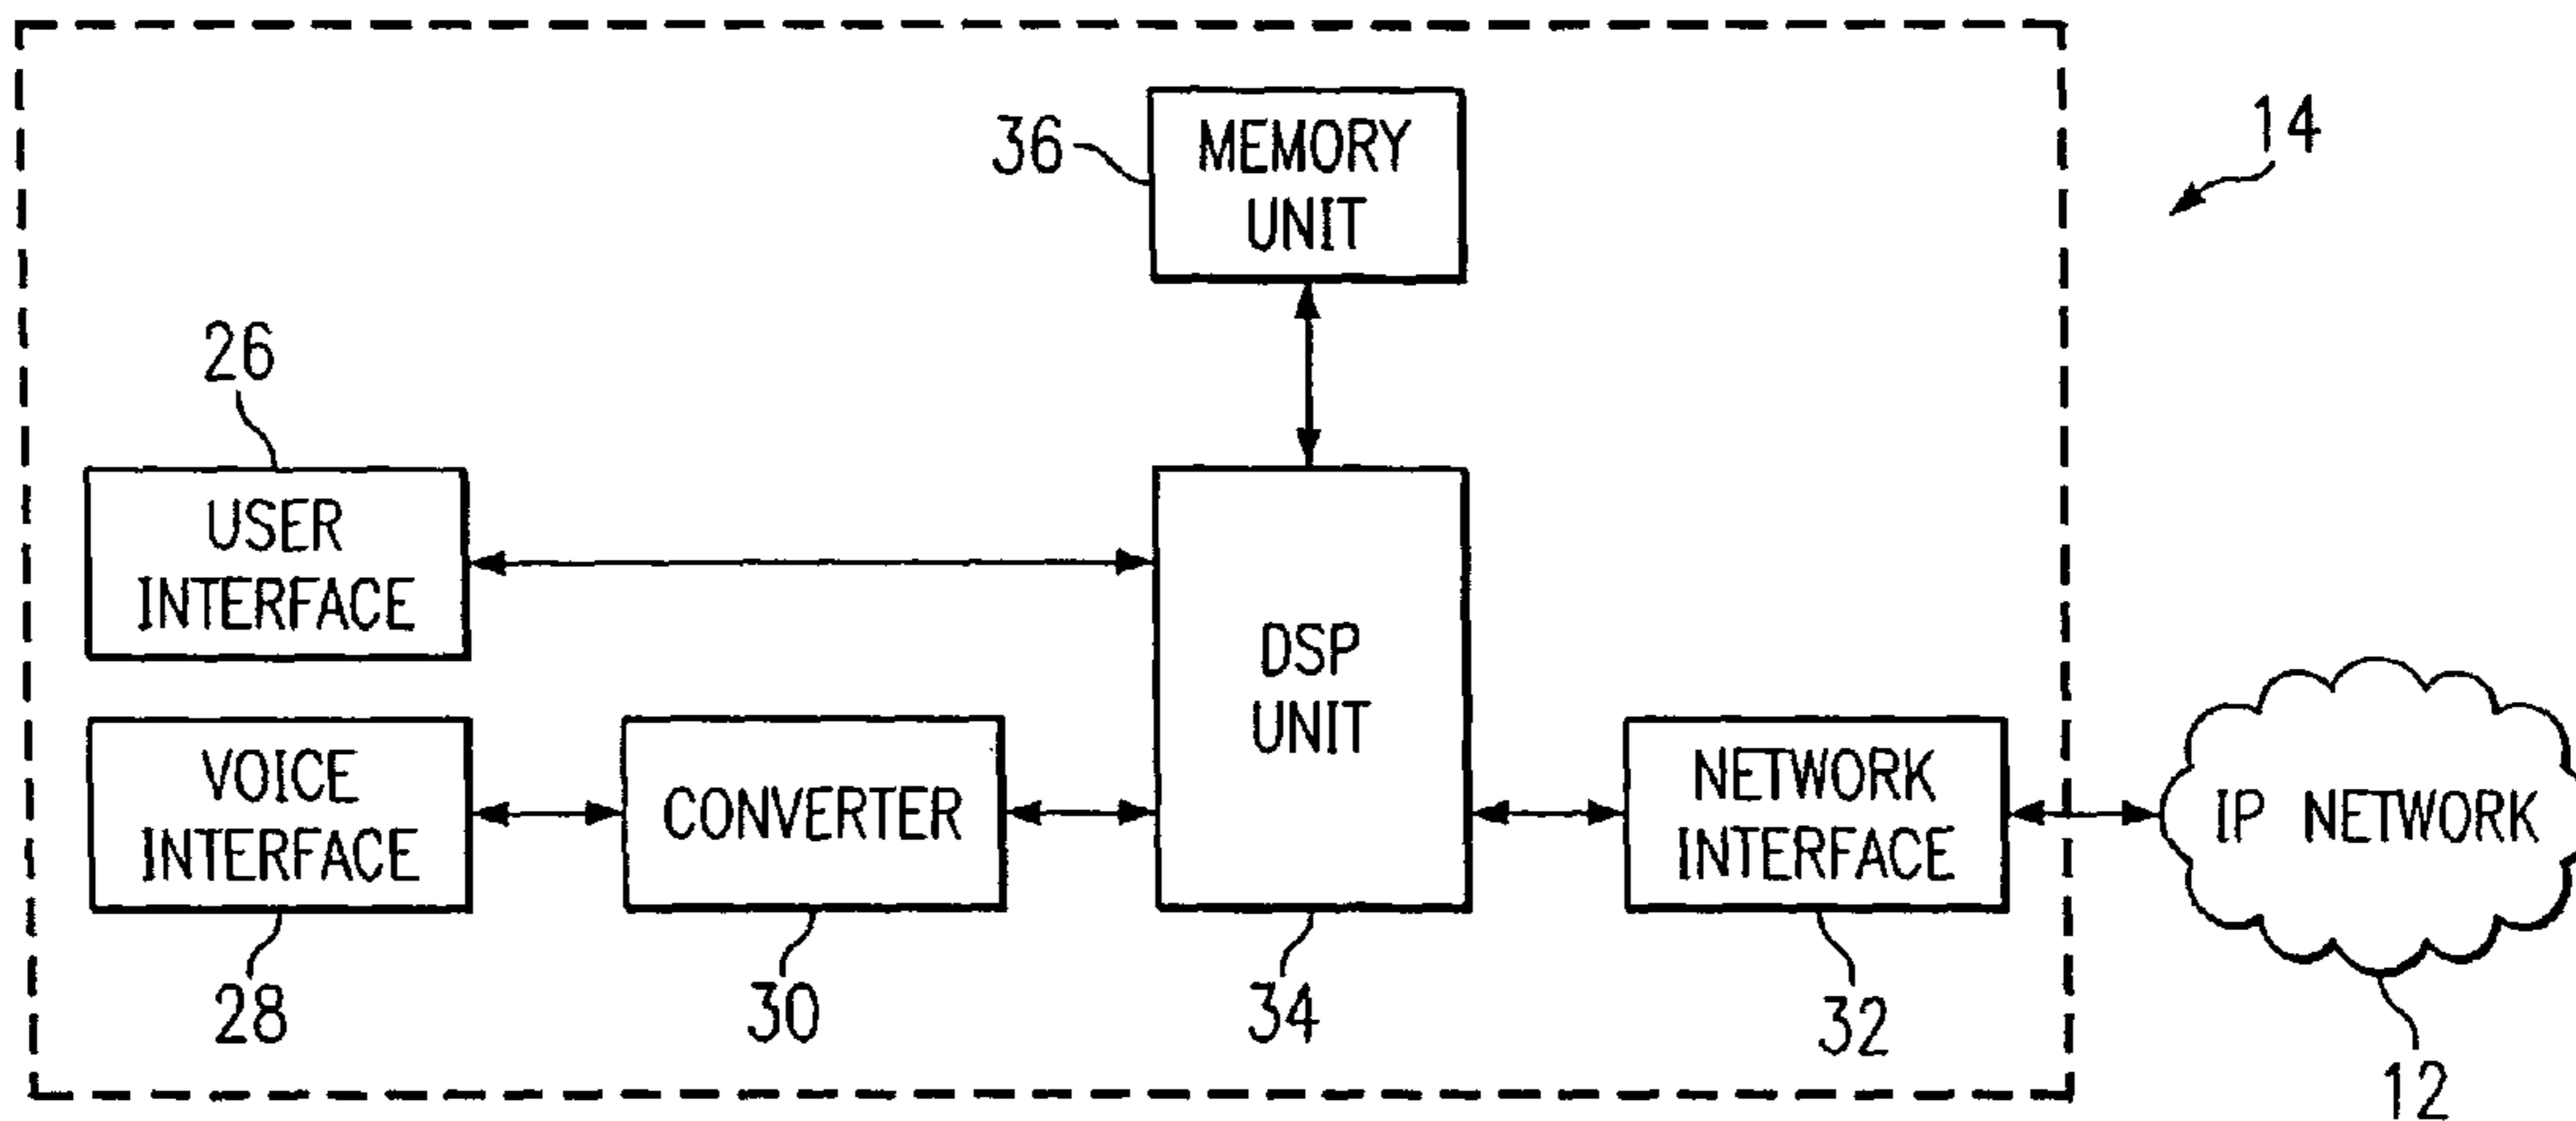 14
36
MEMORY
UNIT
26
USER
INTERFACE
DSP
UNIT
VOICE
INTERFACE
CONVERTER
NETWORK
INTERFACE
IP NETWORK
28
30
34
32
12